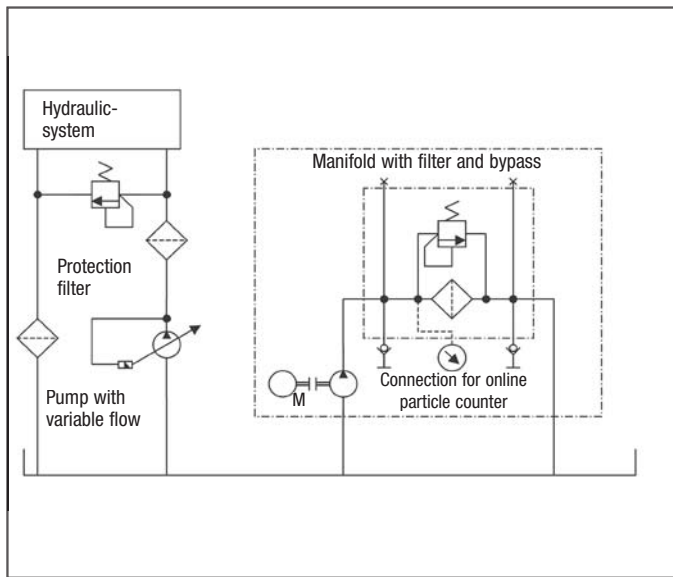 Hydraulic-
system
Manifold with filter and bypass
Protection
filter
Pump with
variable flow
M
Connection for online
particle counter